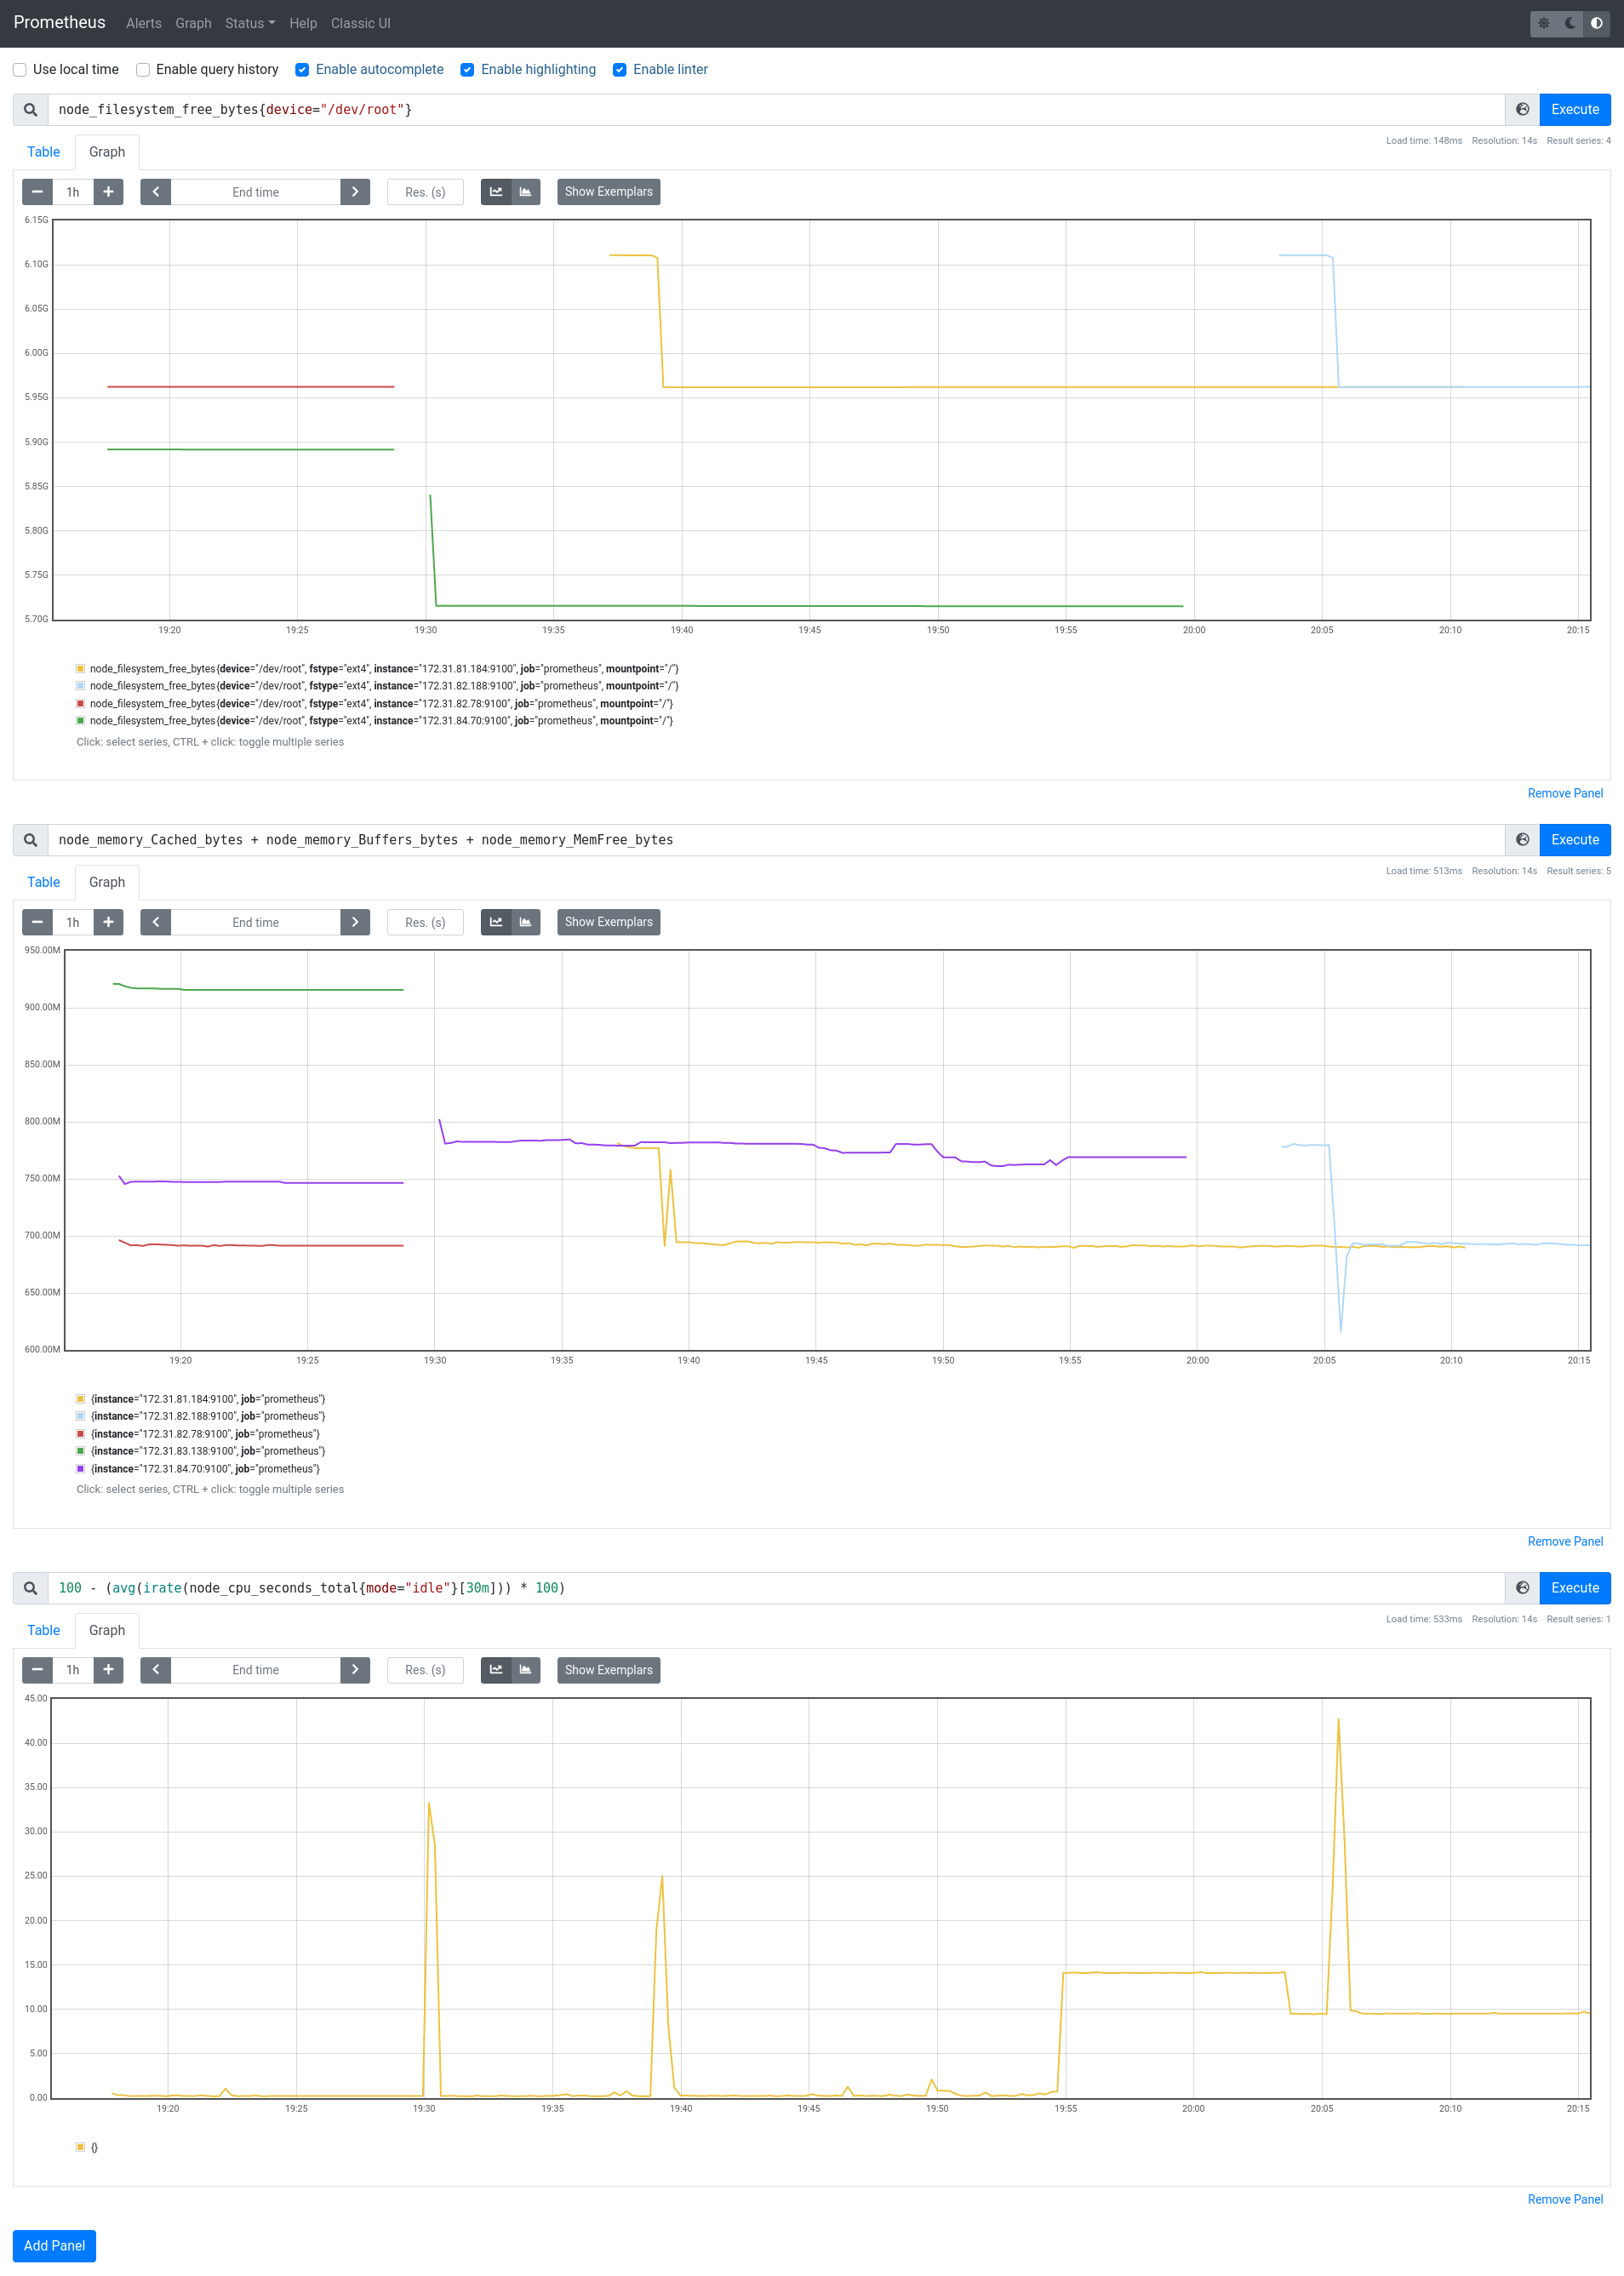 Prometheus Alerts Graph Status Help Classic UI
Use local time Enable query history Enable autocomplete Enable highlighting Enable linter
node_filesystem_free_bytes{device="/dev/root"} Execute
Load time: 148ms Resolution: 14s Result series: 4
Table Graph
1h End time Res. (s) Show Exemplars
6.15G
6.10G
6.05G
6.00G
5.95G
5.90G
5.85G
5.80G
5.75G
5.70G
19:20 19:25 19:30 19:35 19:40 19:45 19:50 19:55 20:00 20:05 20:10 20:15
node_filesystem_free_bytes{device="/dev/root", fstype="ext4", instance="172.31.81.184:9100", job="prometheus", mountpoint="/"}
node_filesystem_free_bytes{device="/dev/root", fstype="ext4", instance="172.31.82.188:9100", job="prometheus", mountpoint="/"}
node_filesystem_free_bytes{device="/dev/root", fstype="ext4", instance="172.31.82.78:9100", job="prometheus", mountpoint="/"}
node_filesystem_free_bytes{device="/dev/root", fstype="ext4", instance="172.31.84.70:9100", job="prometheus", mountpoint="/"}
Click: select series, CTRL + click: toggle multiple series
Remove Panel
node_memory_Cached_bytes + node_memory_Buffers_bytes + node_memory_MemFree_bytes Execute
Load time: 513ms Resolution: 14s Result series: 5
Table Graph
1h End time Res. (s) Show Exemplars
950.00M
900.00M
850.00M
800.00M
750.00M
700.00M
650.00M
600.00M
19:20 19:25 19:30 19:35 19:40 19:45 19:50 19:55 20:00 20:05 20:10 20:15
{instance="172.31.81.184:9100", job="prometheus"}
{instance="172.31.82.188:9100", job="prometheus"}
{instance="172.31.82.78:9100", job="prometheus"}
{instance="172.31.83.138:9100", job="prometheus"}
{instance="172.31.84.70:9100", job="prometheus"}
Click: select series, CTRL + click: toggle multiple series
Remove Panel
100 - (avg(irate(node_cpu_seconds_total{mode="idle"}[30m])) * 100) Execute
Load time: 533ms Resolution: 14s Result series: 1
Table Graph
1h End time Res. (s) Show Exemplars
45.00
40.00
35.00
30.00
25.00
20.00
15.00
10.00
5.00
0.00
19:20 19:25 19:30 19:35 19:40 19:45 19:50 19:55 20:00 20:05 20:10 20:15
{}
Remove Panel
Add Panel